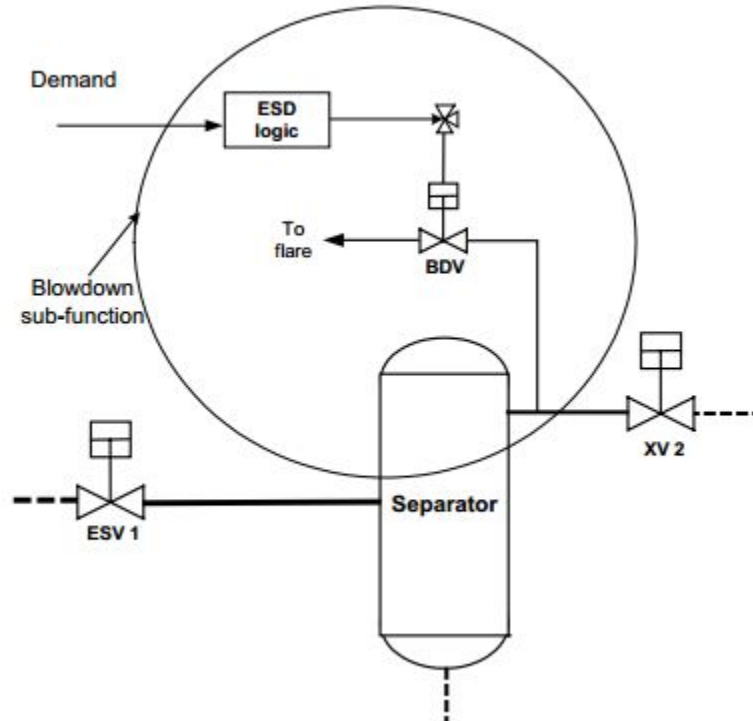 Demand
ESD
logic
To
flare
BDV
Blowdown
sub-function
XV 2
Separator
ESV 1